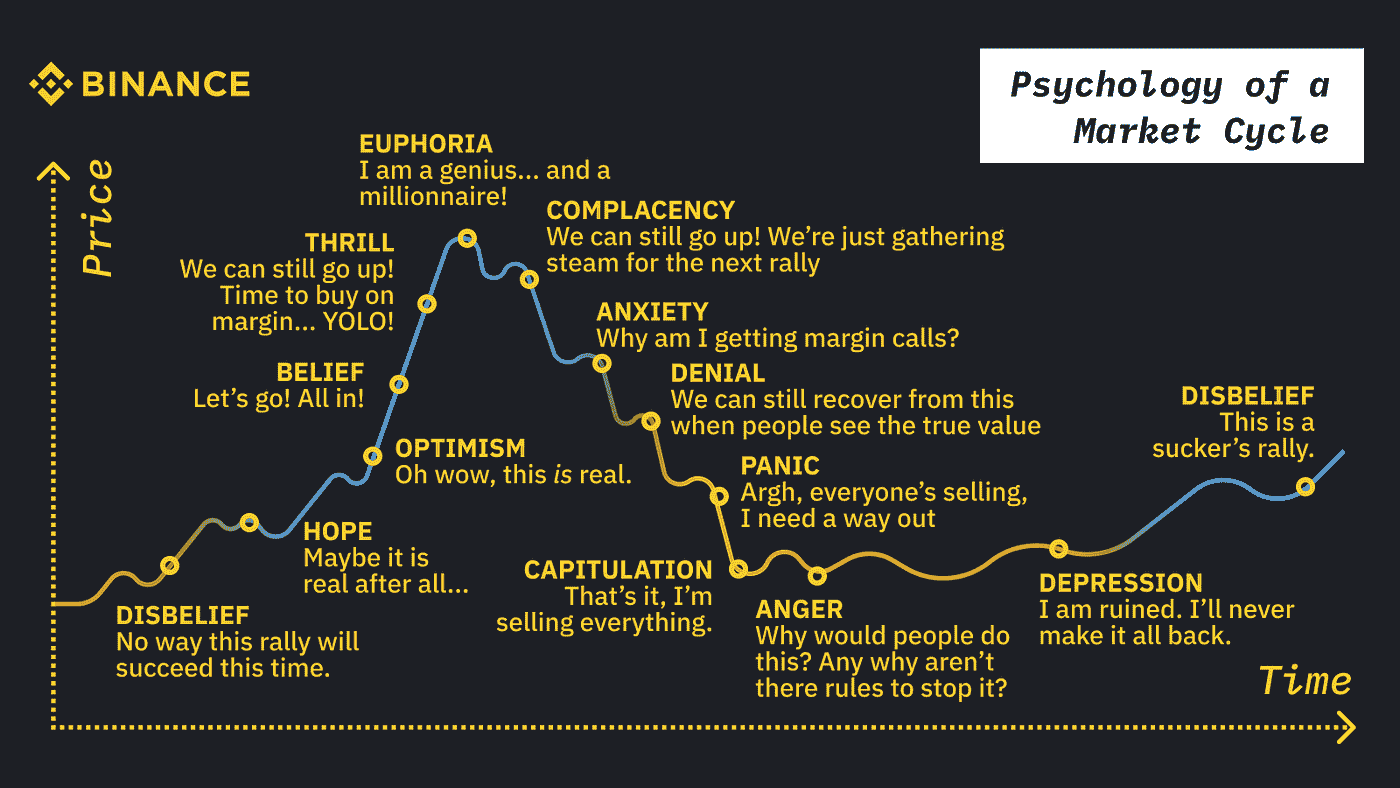 BINANCE
Psychology of a
Market Cycle
Price
EUPHORIA
I am a genius... and a
millionnaire!
COMPLACENCY
We can still go up! We're just gathering
steam for the next rally
THRILL
We can still go up!
Time to buy on
margin... YOLO!
ANXIETY
Why am I getting margin calls?
BELIEF
Let's go! All in!
DENIAL
We can still recover from this
when people see the true value
DISBELIEF
This is a
sucker's rally.
OPTIMISM
Oh wow, this is real.
PANIC
Argh, everyone's selling,
I need a way out
HOPE
Maybe it is
real after all...
CAPITULATION
That's it, I'm
selling everything.
DEPRESSION
I am ruined. I'll never
make it all back.
DISBELIEF
No way this rally will
succeed this time.
ANGER
Why would people do
this? Any why aren't
there rules to stop it?
Time